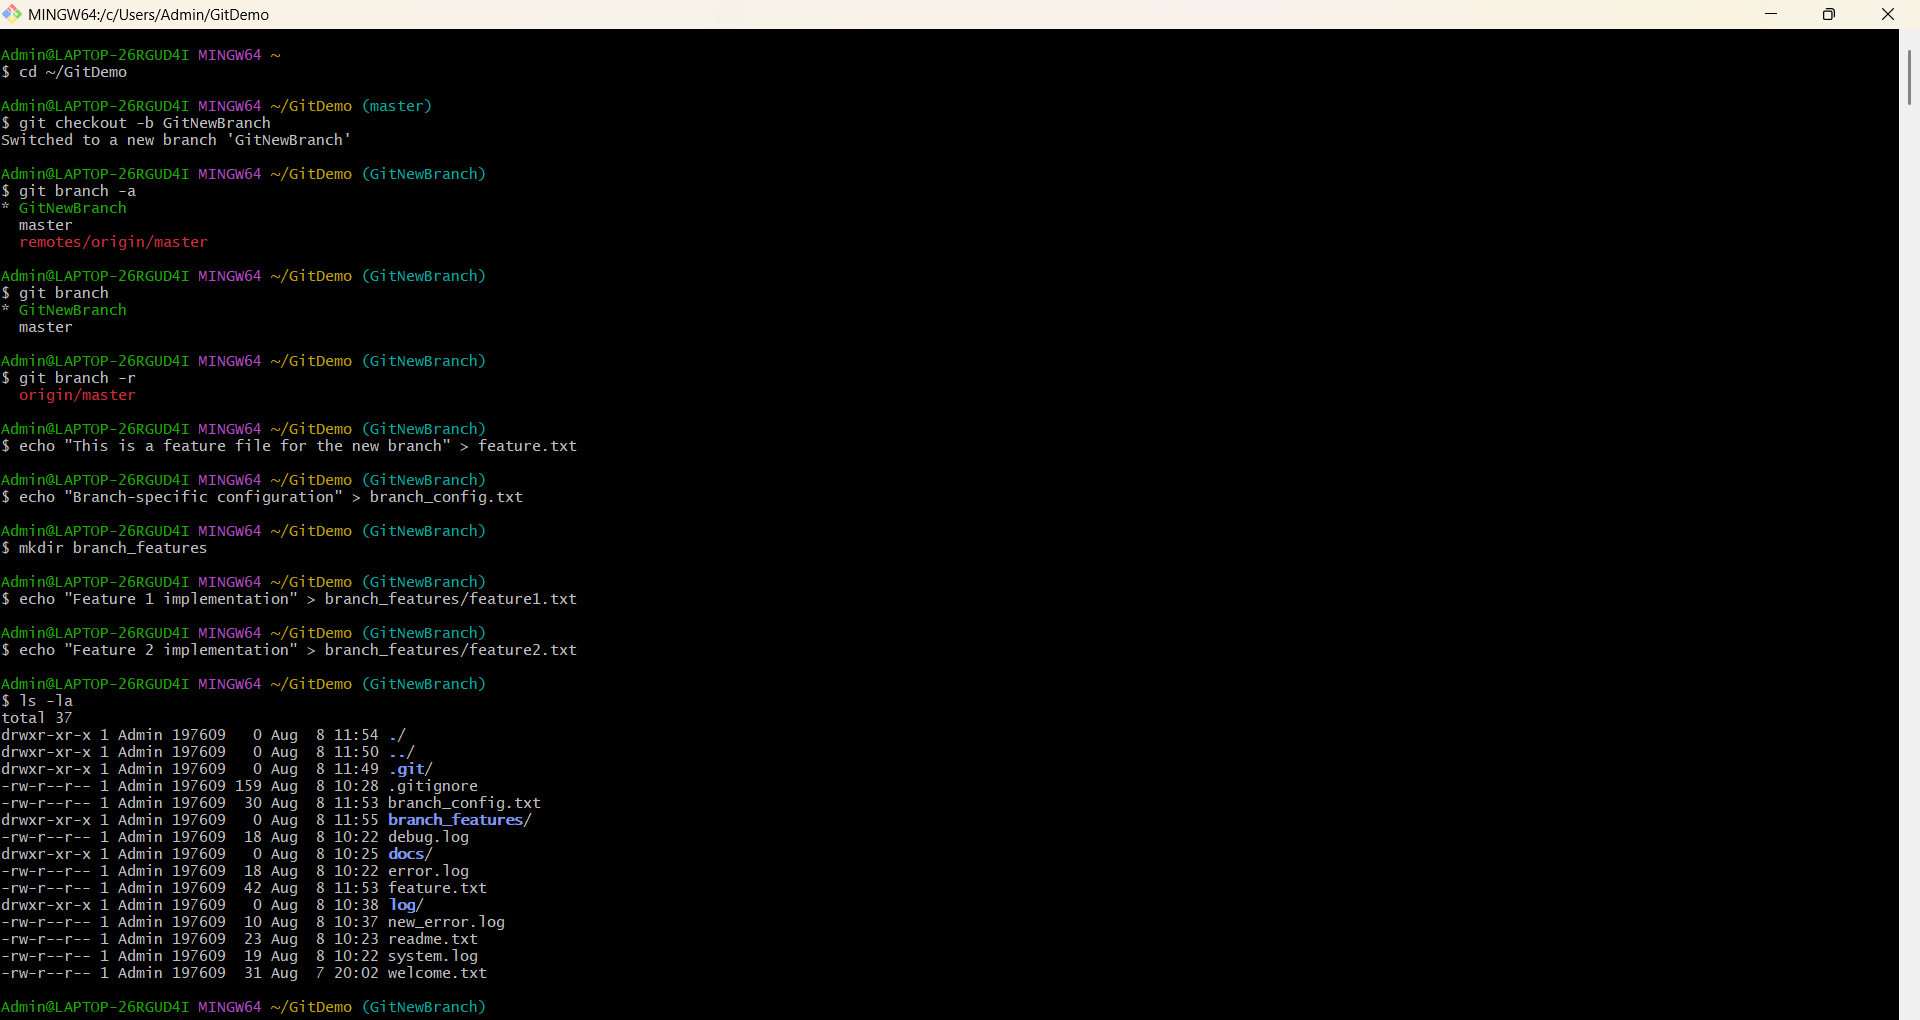 MINGW64:/c/Users/Admin/GitDemo
Admin@LAPTOP-26RGUD4I MINGW64 ~
$ cd ~/GitDemo
Admin@LAPTOP-26RGUD4I MINGW64 ~/GitDemo (master)
$ git checkout -b GitNewBranch
Switched to a new branch 'GitNewBranch'
Admin@LAPTOP-26RGUD4I MINGW64 ~/GitDemo (GitNewBranch)
$ git branch -a
* GitNewBranch
  master
  remotes/origin/master
Admin@LAPTOP-26RGUD4I MINGW64 ~/GitDemo (GitNewBranch)
$ git branch
* GitNewBranch
  master
Admin@LAPTOP-26RGUD4I MINGW64 ~/GitDemo (GitNewBranch)
$ git branch -r
  origin/master
Admin@LAPTOP-26RGUD4I MINGW64 ~/GitDemo (GitNewBranch)
$ echo "This is a feature file for the new branch" > feature.txt
Admin@LAPTOP-26RGUD4I MINGW64 ~/GitDemo (GitNewBranch)
$ echo "Branch-specific configuration" > branch_config.txt
Admin@LAPTOP-26RGUD4I MINGW64 ~/GitDemo (GitNewBranch)
$ mkdir branch_features
Admin@LAPTOP-26RGUD4I MINGW64 ~/GitDemo (GitNewBranch)
$ echo "Feature 1 implementation" > branch_features/feature1.txt
Admin@LAPTOP-26RGUD4I MINGW64 ~/GitDemo (GitNewBranch)
$ echo "Feature 2 implementation" > branch_features/feature2.txt
Admin@LAPTOP-26RGUD4I MINGW64 ~/GitDemo (GitNewBranch)
$ ls -la
total 37
drwxr-xr-x 1 Admin 197609   0 Aug  8 11:54 ./
drwxr-xr-x 1 Admin 197609   0 Aug  8 11:50 ../
drwxr-xr-x 1 Admin 197609   0 Aug  8 11:49 .git/
-rw-r--r-- 1 Admin 197609 159 Aug  8 10:28 .gitignore
-rw-r--r-- 1 Admin 197609  30 Aug  8 11:53 branch_config.txt
drwxr-xr-x 1 Admin 197609   0 Aug  8 11:55 branch_features/
-rw-r--r-- 1 Admin 197609  18 Aug  8 10:22 debug.log
drwxr-xr-x 1 Admin 197609   0 Aug  8 10:25 docs/
-rw-r--r-- 1 Admin 197609  18 Aug  8 10:22 error.log
-rw-r--r-- 1 Admin 197609  42 Aug  8 11:53 feature.txt
drwxr-xr-x 1 Admin 197609   0 Aug  8 10:38 log/
-rw-r--r-- 1 Admin 197609  10 Aug  8 10:37 new_error.log
-rw-r--r-- 1 Admin 197609  23 Aug  8 10:23 readme.txt
-rw-r--r-- 1 Admin 197609  19 Aug  8 10:22 system.log
-rw-r--r-- 1 Admin 197609  31 Aug  7 20:02 welcome.txt
Admin@LAPTOP-26RGUD4I MINGW64 ~/GitDemo (GitNewBranch)